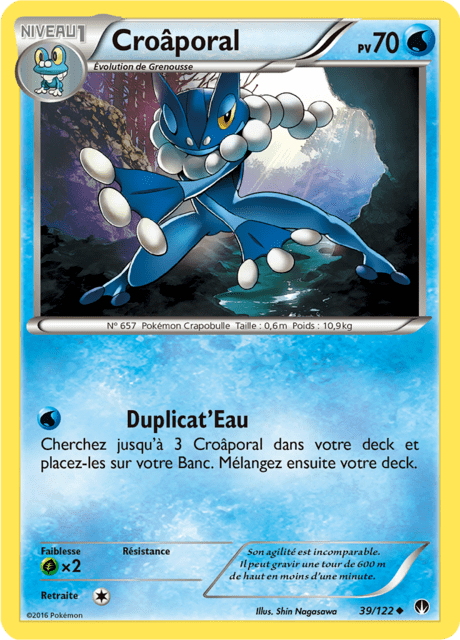 NIVEAU 1
Croâporal
PV70
Évolution de Grenousse
N° 657 Pokémon Crapobulle Taille : 0,6m Poids : 10,9kg
Duplicat'Eau
Cherchez jusqu'à 3 Croâporal dans votre deck et
placez-les sur votre Banc. Mélangez ensuite votre deck.
Faiblesse
Résistance
×2
Retraite
Son agilité est incomparable.
Il peut gravir une tour de 600 m
de haut en moins d'une minute.
©2016 Pokémon
Illus. Shin Nagasawa
39/122